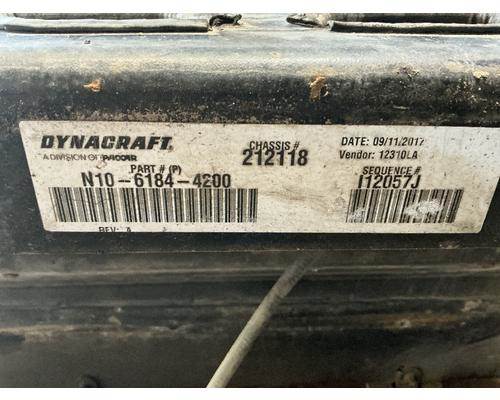 DYNACRAFT
A DIVISION OF PACCAR
PART # (P)
N10-6184-4200
REV: A
CHASSIS #
212118
DATE: 09/11/2017
Vendor: 12310LA
SEQUENCE #
I12057J